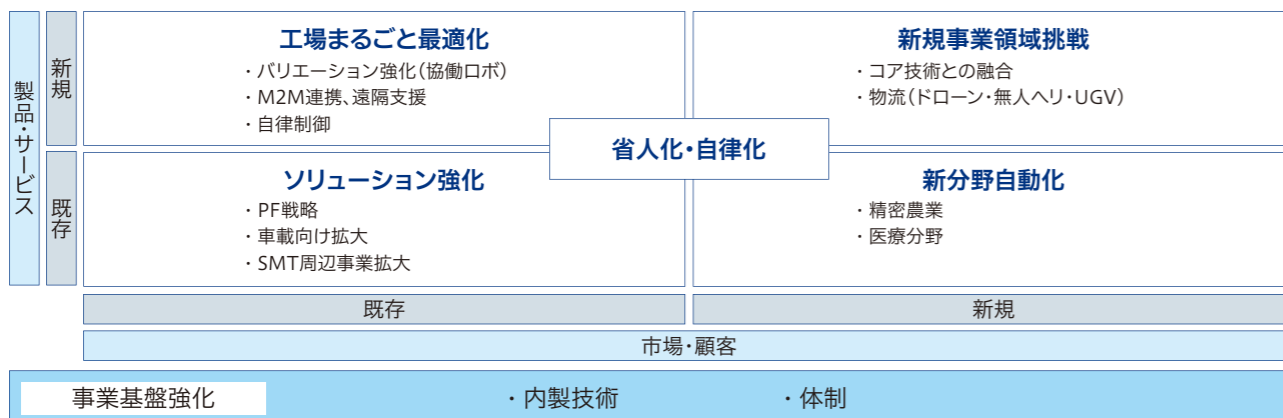 製品・サービス
新規
既存
工場まるごと最適化
・バリエーション強化(協働ロボ)
・M2M連携、遠隔支援
・自律制御
新規事業領域挑戦
・コア技術との融合
・物流(ドローン・無人ヘリ・UGV)
省人化・自律化
ソリューション強化
・PF戦略
・車載向け拡大
・SMT周辺事業拡大
新分野自動化
・精密農業
・医療分野
既存
新規
市場・顧客
事業基盤強化
・内製技術
・体制